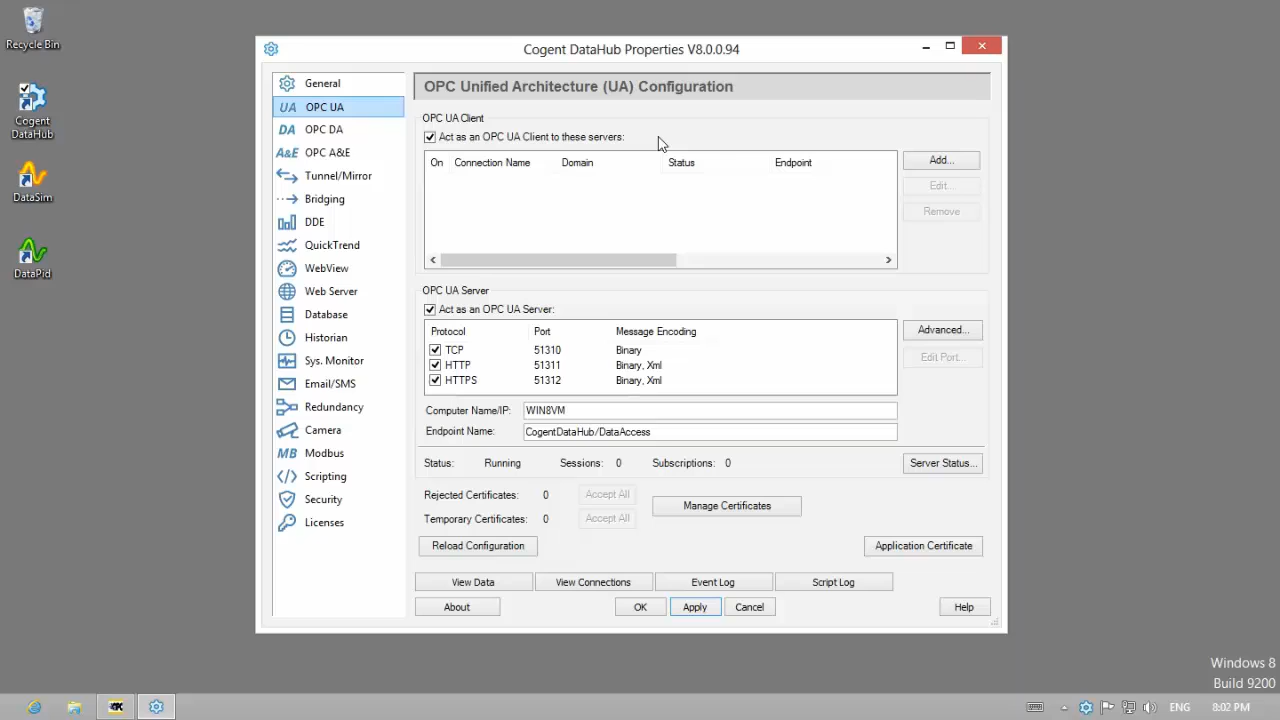 Recycle Bin
Cogent
DataHub
DataSim
DataPid
Cogent DataHub Properties V8.0.0.94
General
UA OPC UA
DA OPC DA
A&E OPC A&E
Tunnel/Mirror
Bridging
DDE
QuickTrend
WebView
Web Server
Database
Historian
Sys. Monitor
Email/SMS
Redundancy
Camera
MB Modbus
Scripting
Security
Licenses
OPC Unified Architecture (UA) Configuration
OPC UA Client
Act as an OPC UA Client to these servers:
On Connection Name Domain Status Endpoint
Add...
Edit...
Remove
OPC UA Server
Act as an OPC UA Server:
Protocol Port Message Encoding
TCP 51310 Binary
HTTP 51311 Binary, Xml
HTTPS 51312 Binary, Xml
Advanced...
Edit Port...
Computer Name/IP: WIN8VM
Endpoint Name: CogentDataHub/DataAccess
Status: Running Sessions: 0 Subscriptions: 0 Server Status...
Rejected Certificates: 0 Accept All
Manage Certificates
Temporary Certificates: 0 Accept All
Reload Configuration Application Certificate
View Data View Connections Event Log Script Log
About OK Apply Cancel Help
Windows 8
Build 9200
ENG 8:02 PM